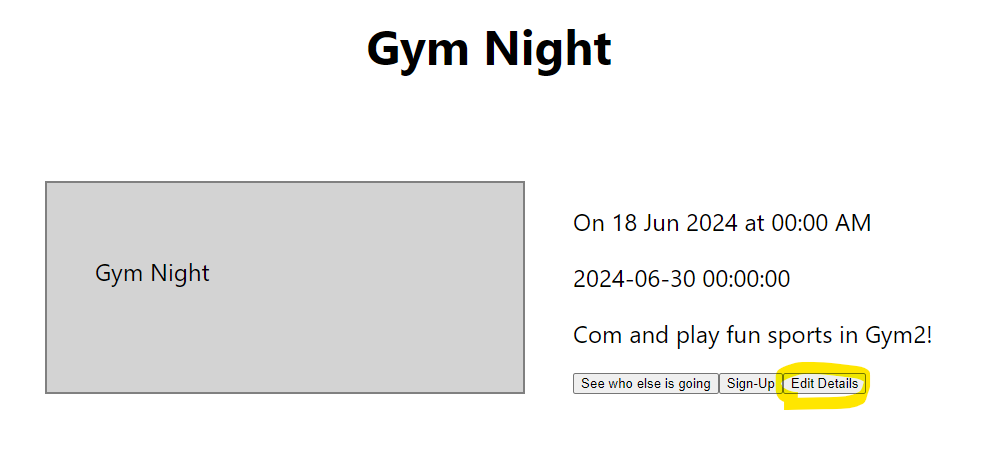 Gym Night
Gym Night
On 18 Jun 2024 at 00:00 AM
2024-06-30 00:00:00
Com and play fun sports in Gym2!
See who else is going Sign-Up Edit Details